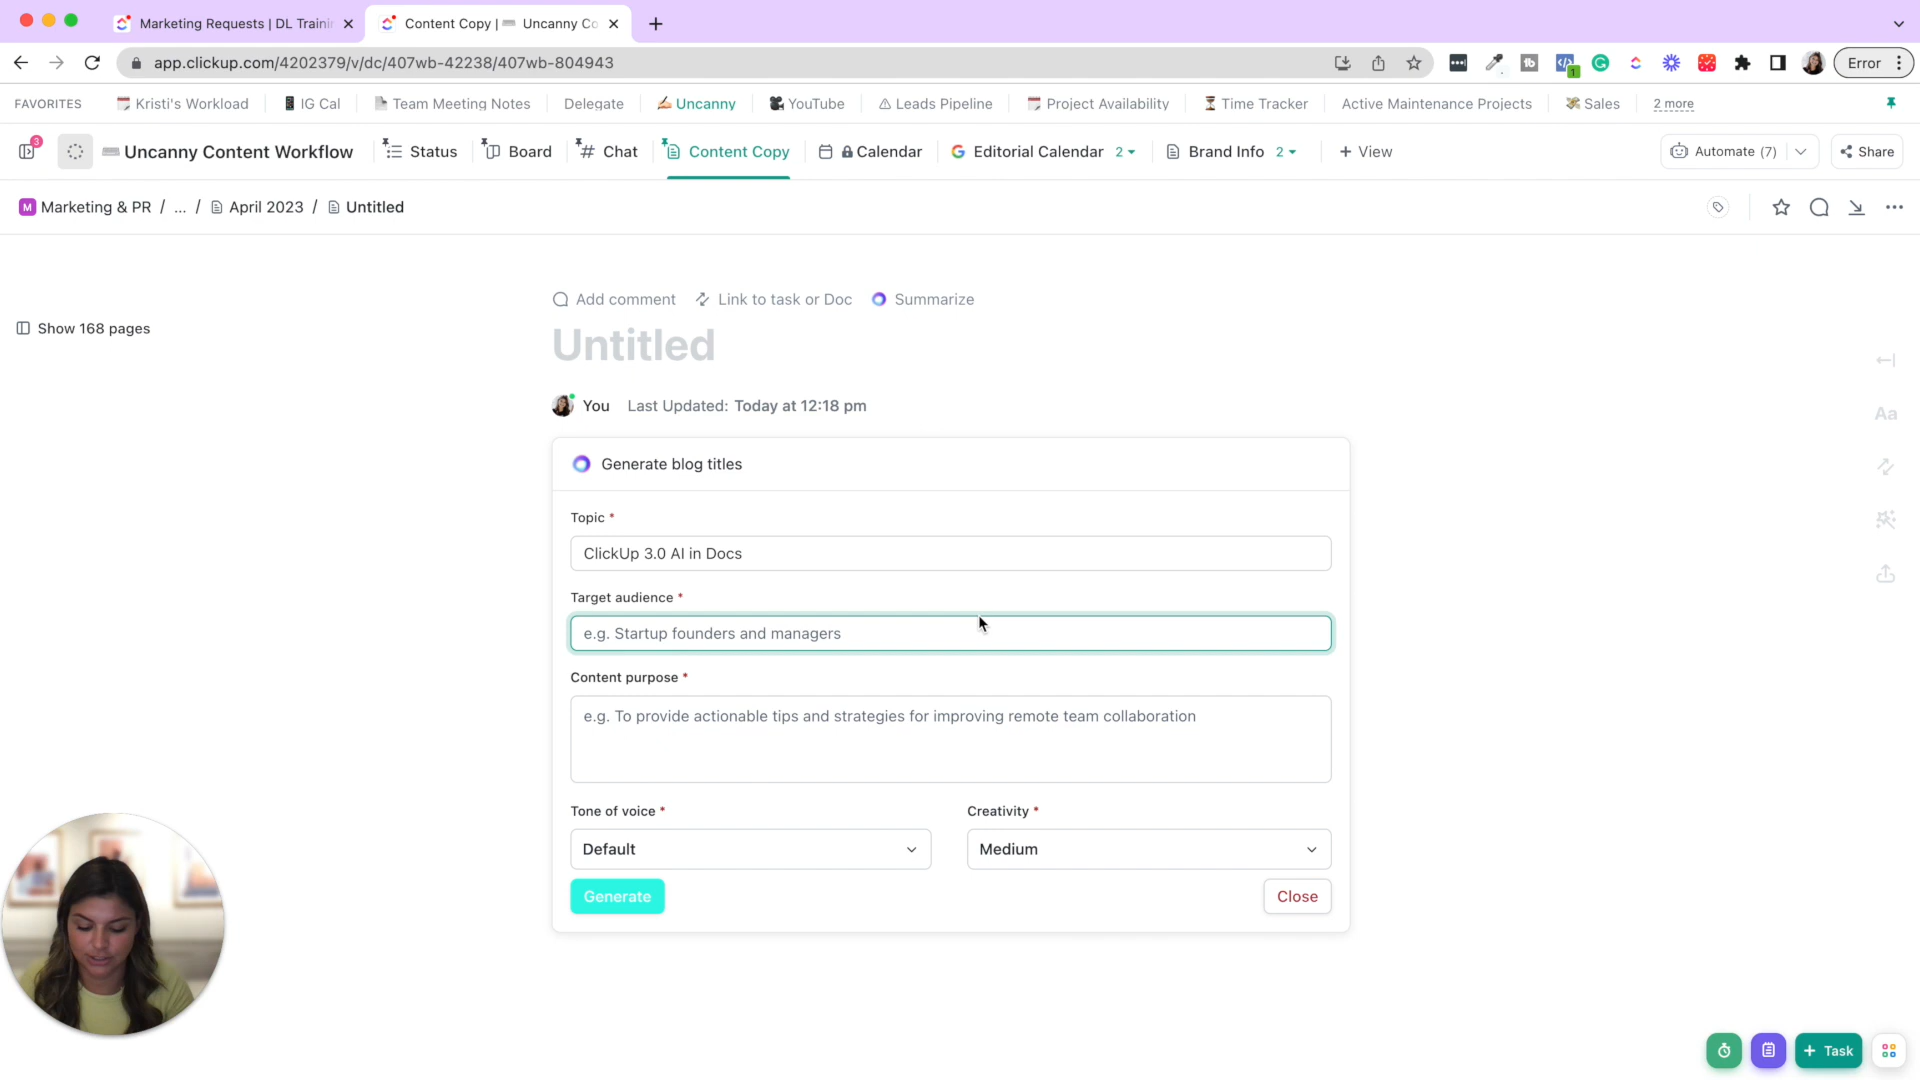 Marketing Requests | DL Traini
Content Copy | Uncanny Co
app.clickup.com/4202379/v/dc/407wb-42238/407wb-804943
Error
FAVORITES
Kristi's Workload
IG Cal
Team Meeting Notes
Delegate
Uncanny
YouTube
Leads Pipeline
Project Availability
Time Tracker
Active Maintenance Projects
Sales
2 more
3
Uncanny Content Workflow
Status
Board
Chat
Content Copy
Calendar
Editorial Calendar 2
Brand Info 2
+ View
Automate (7)
Share
M Marketing & PR / ... / April 2023 / Untitled
Show 168 pages
Add comment
Link to task or Doc
Summarize
Untitled
You Last Updated: Today at 12:18 pm
Aa
Generate blog titles
Topic *
ClickUp 3.0 AI in Docs
Target audience *
e.g. Startup founders and managers
Content purpose *
e.g. To provide actionable tips and strategies for improving remote team collaboration
Tone of voice *
Creativity *
Default
Medium
Generate
Close
+ Task